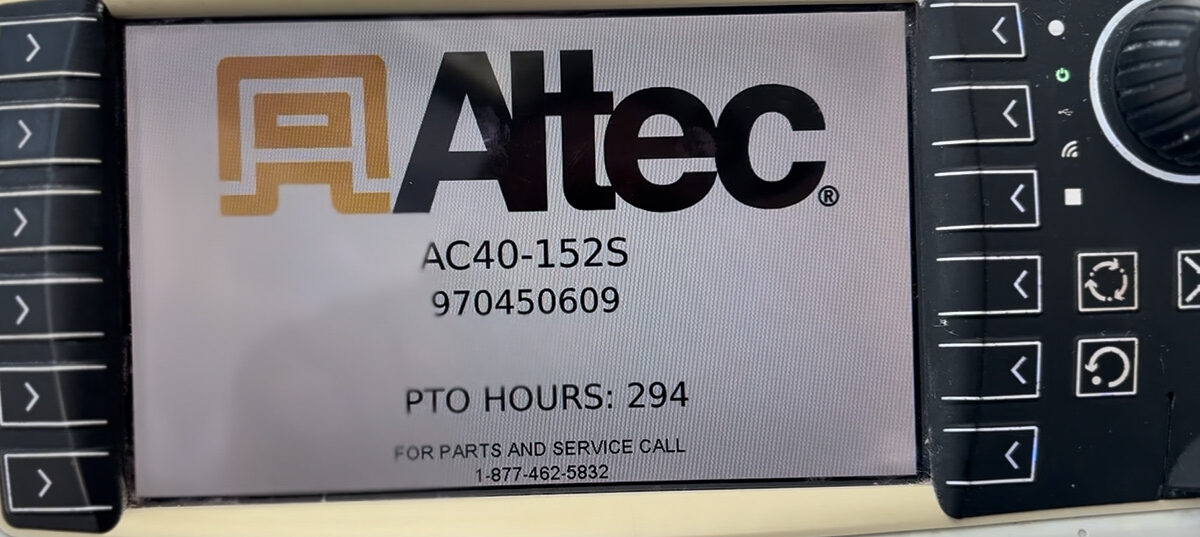 Altec®
AC40-152S
970450609
PTO HOURS: 294
FOR PARTS AND SERVICE CALL
1-877-462-5832